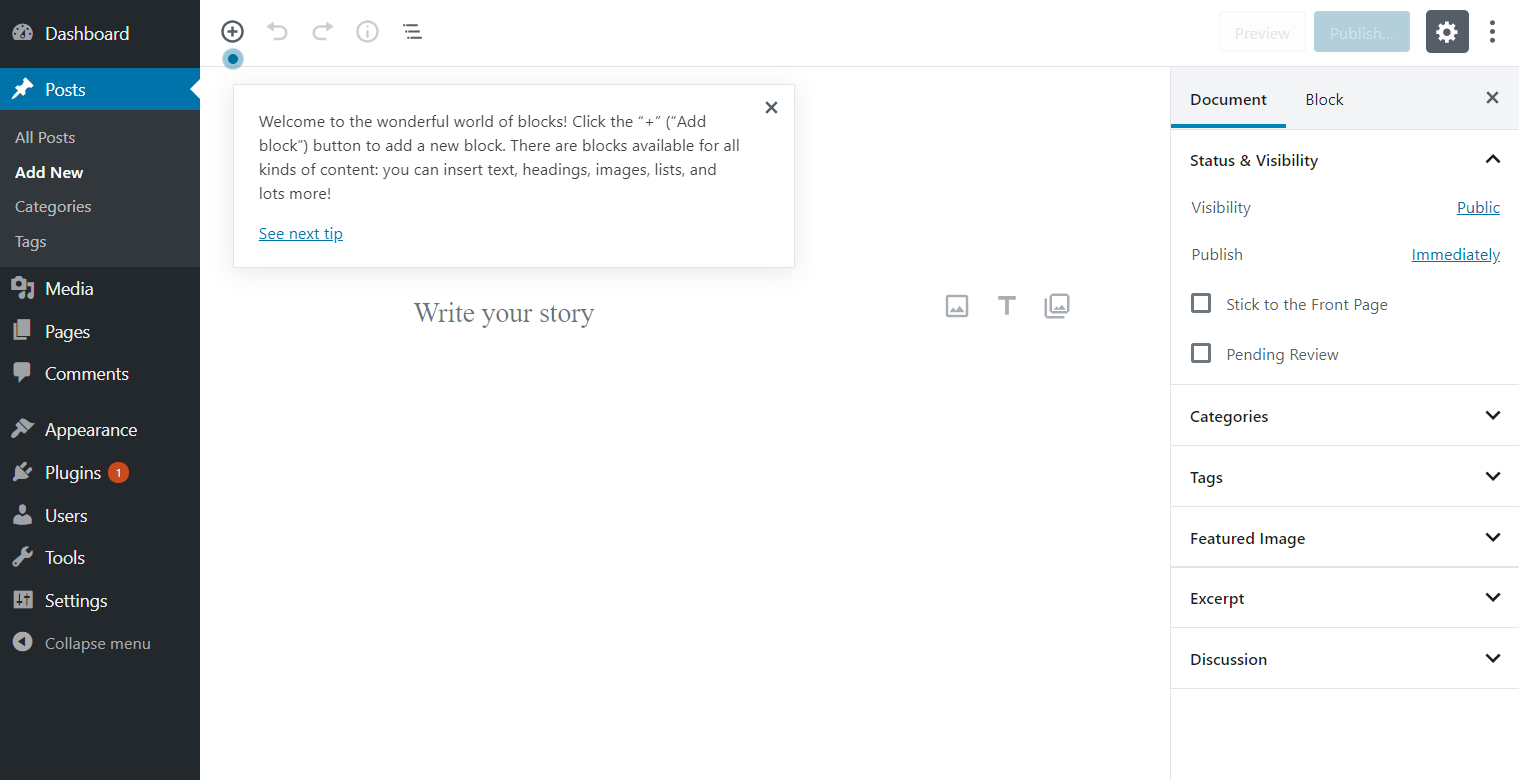 Dashboard
Posts
All Posts
Add New
Categories
Tags
Media
Pages
Comments
Appearance
Plugins 1
Users
Tools
Settings
Collapse menu
Preview
Publish...
Welcome to the wonderful world of blocks! Click the “+” (“Add
block”) button to add a new block. There are blocks available for all
kinds of content: you can insert text, headings, images, lists, and
lots more!
See next tip
Write your story
Document Block
Status & Visibility
Visibility Public
Publish Immediately
Stick to the Front Page
Pending Review
Categories
Tags
Featured Image
Excerpt
Discussion